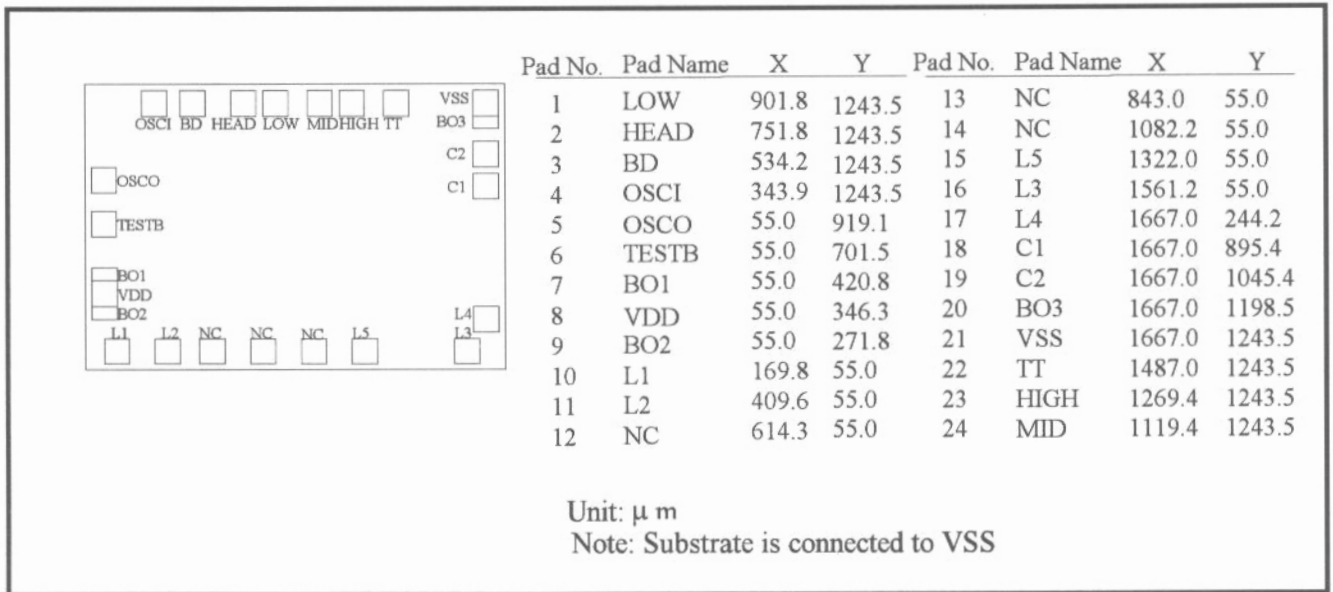 OSCI BD HEAD LOW MID HIGH TT
VSS
BO3
C2
C1
OSCO
TESTB
BO1
VDD
BO2
L4
L1 L2 NC NC NC L5 L3
Pad No. Pad Name X Y Pad No. Pad Name X Y
1 LOW 901.8 1243.5 13 NC 843.0 55.0
2 HEAD 751.8 1243.5 14 NC 1082.2 55.0
3 BD 534.2 1243.5 15 L5 1322.0 55.0
4 OSCI 343.9 1243.5 16 L3 1561.2 55.0
5 OSCO 55.0 919.1 17 L4 1667.0 244.2
6 TESTB 55.0 701.5 18 C1 1667.0 895.4
7 BO1 55.0 420.8 19 C2 1667.0 1045.4
8 VDD 55.0 346.3 20 BO3 1667.0 1198.5
9 BO2 55.0 271.8 21 VSS 1667.0 1243.5
10 L1 169.8 55.0 22 TT 1487.0 1243.5
11 L2 409.6 55.0 23 HIGH 1269.4 1243.5
12 NC 614.3 55.0 24 MID 1119.4 1243.5
Unit: μ m
Note: Substrate is connected to VSS